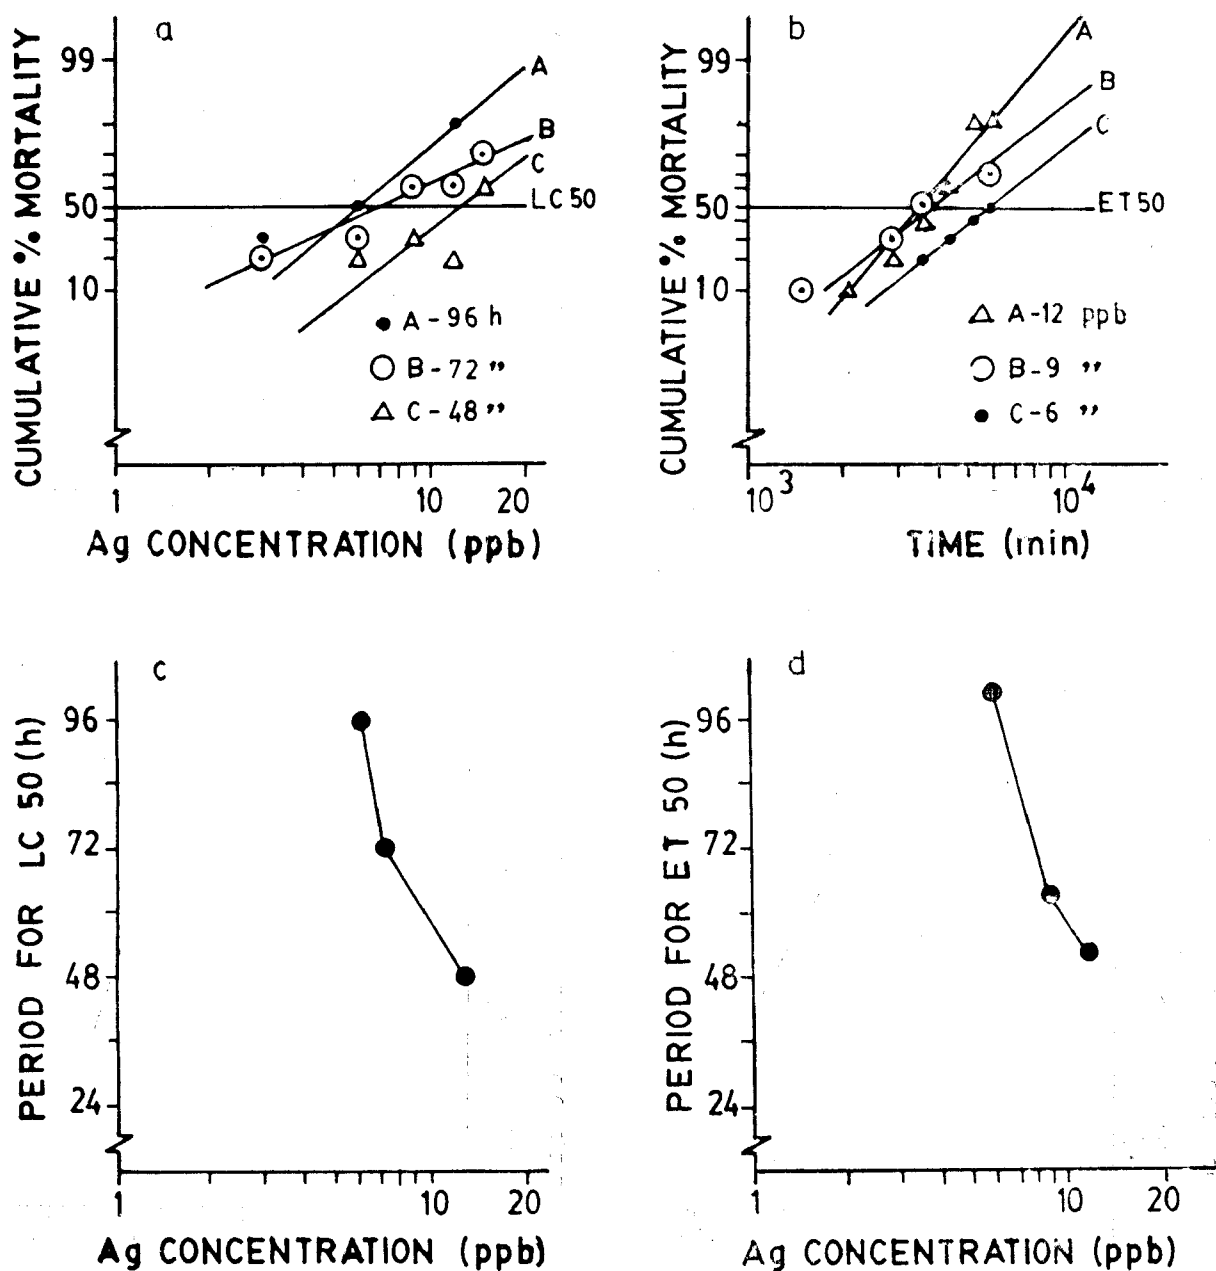 a
CUMULATIVE % MORTALITY
99
50
10
A
B
C
LC 50
A - 96 h
B - 72 "
C - 48 "
1 10 20
Ag CONCENTRATION (ppb)
b
CUMULATIVE % MORTALITY
99
50
10
A
B
C
ET 50
A - 12 ppb
B - 9 "
C - 6 "
10³ 10⁴
TIME (min)
c
PERIOD FOR LC 50 (h)
96
72
48
24
1 10 20
Ag CONCENTRATION (ppb)
d
PERIOD FOR ET 50 (h)
96
72
48
24
1 10 20
Ag CONCENTRATION (ppb)